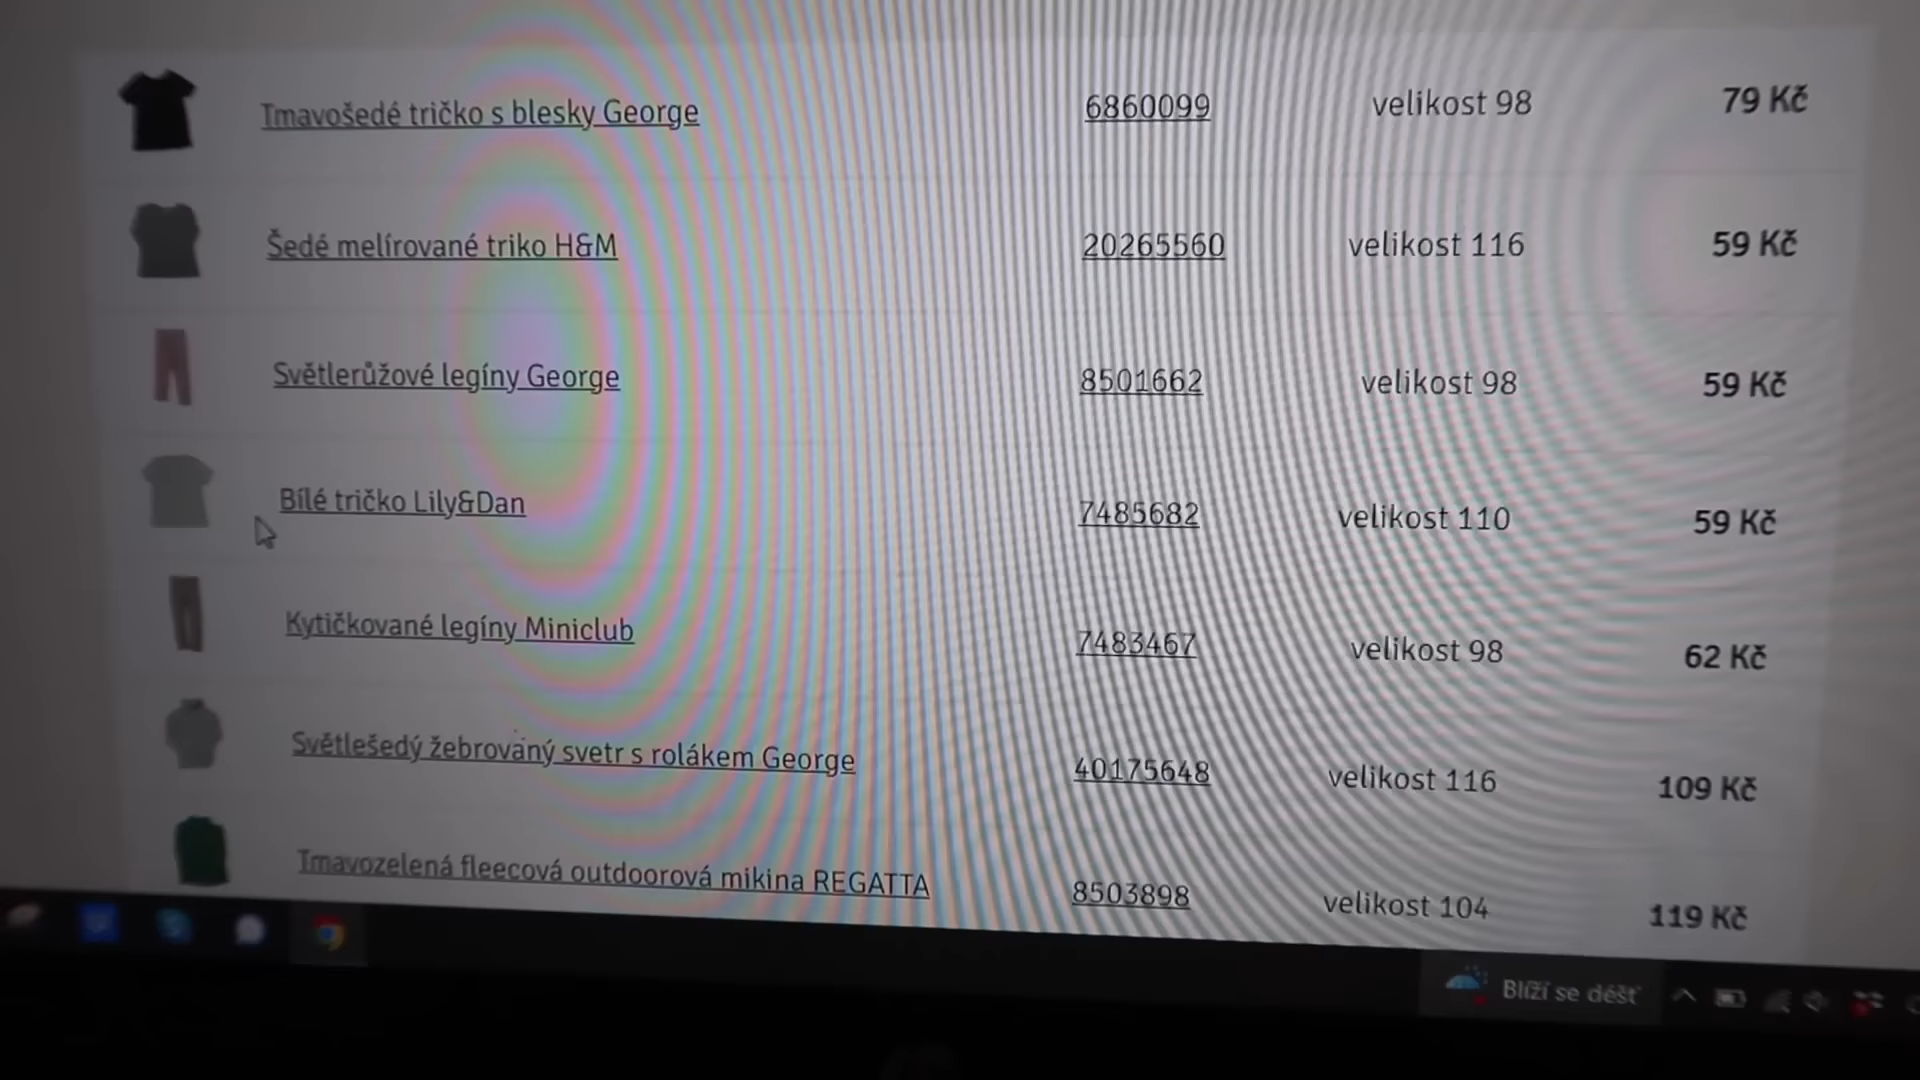 Tmavošedé tričko s blesky George 6860099 velikost 98 79 Kč
Šedé melírované triko H&M 20265560 velikost 116 59 Kč
Světlerůžové legíny George 8501662 velikost 98 59 Kč
Bílé tričko Lily&Dan 7485682 velikost 110 59 Kč
Kytičkované legíny Miniclub 7483467 velikost 98 62 Kč
Světlešedý žebrovaný svetr s rolákem George 40175648 velikost 116 109 Kč
Tmavozelená fleecová outdoorová mikina REGATTA 8503898 velikost 104 119 Kč
Blíží se déšť